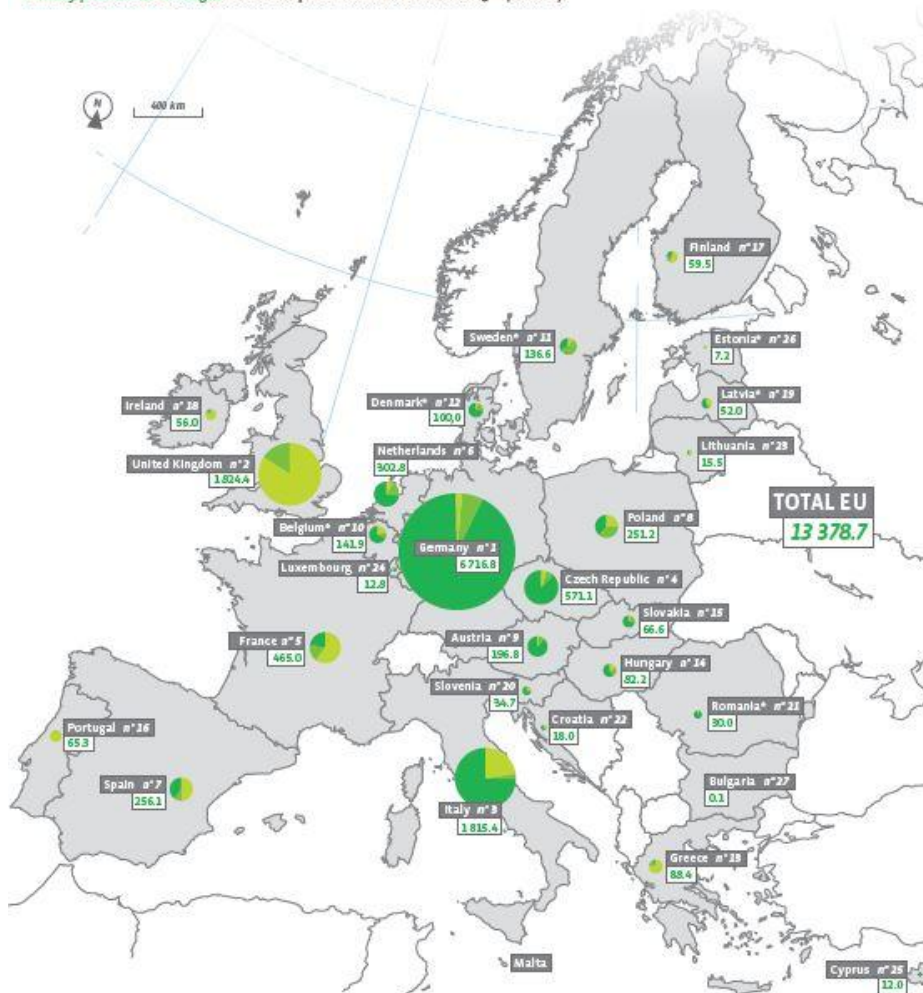 N
400 km
Finland n°17
59.5
Sweden* n°11
136.6
Estonia* n°26
7.2
Ireland n°18
56.0
Denmark* n°12
100,0
Latvia* n°19
52.0
Lithuania n°23
15.5
United Kingdom n°2
1 824.4
Netherlands n°6
302.8
TOTAL EU
13 378.7
Poland n°8
251.2
Belgium* n°10
141.9
Germany n°1
6 716.8
Luxembourg n°24
12.8
Czech Republic n°4
571.1
Slovakia n°15
66.6
France n°5
465.0
Austria n°9
196.8
Hungary n°14
82.2
Slovenia n°20
34.7
Romania* n°21
30.0
Portugal n°16
65.3
Croatia n°22
18.0
Spain n°7
256.1
Bulgaria n°27
0.1
Italy n°3
1 815.4
Greece n°13
88.4
Malta
Cyprus n°25
12.0